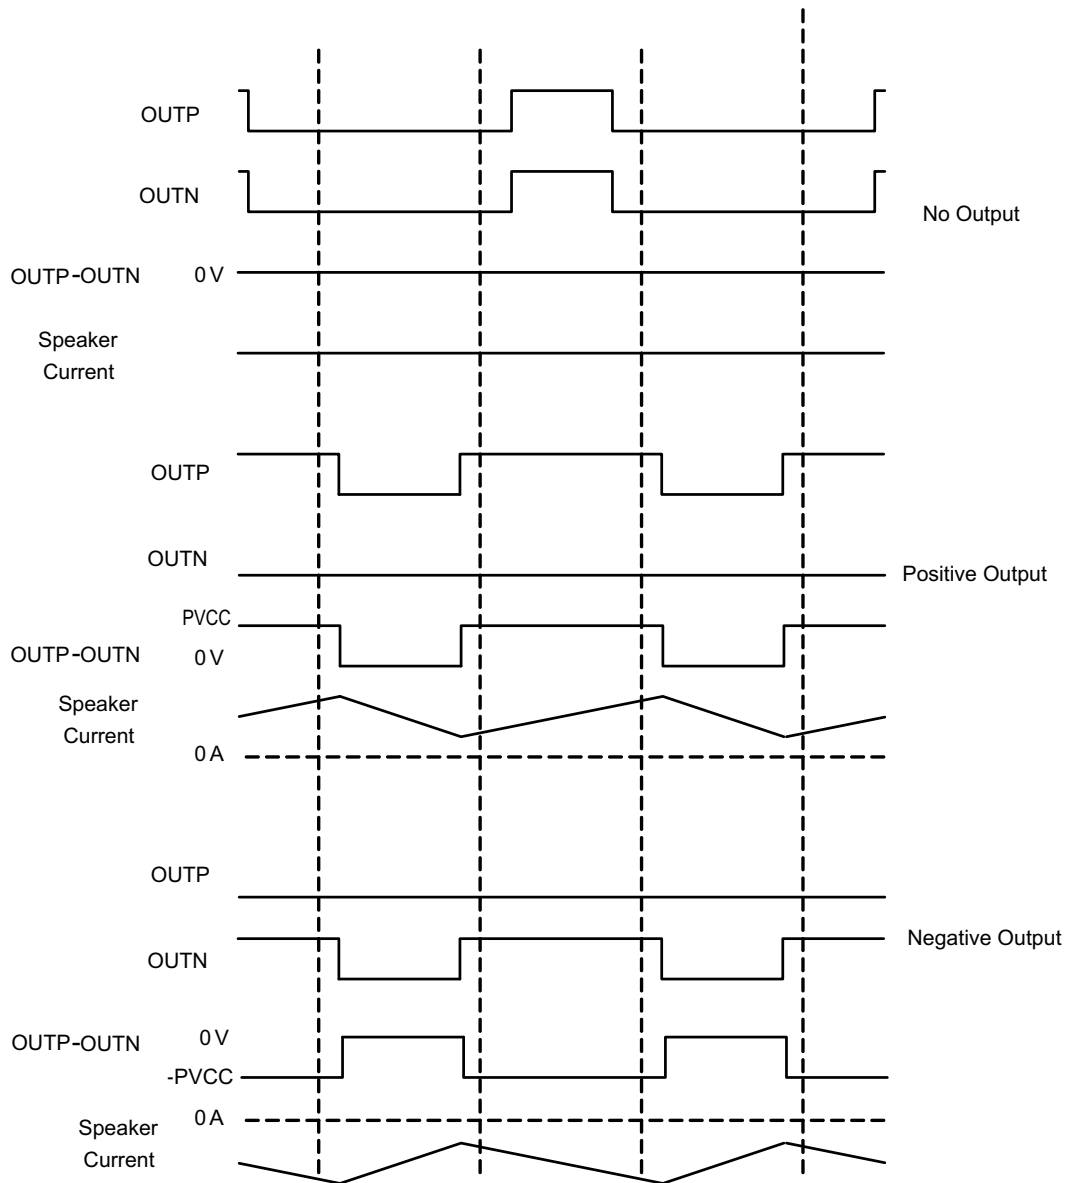 OUTP
OUTN
No Output
OUTP-OUTN 0 V
Speaker
Current
OUTP
OUTN
Positive Output
PVCC
OUTP-OUTN 0 V
Speaker
Current
0 A
OUTP
Negative Output
OUTN
OUTP-OUTN 0 V
-PVCC
0 A
Speaker
Current